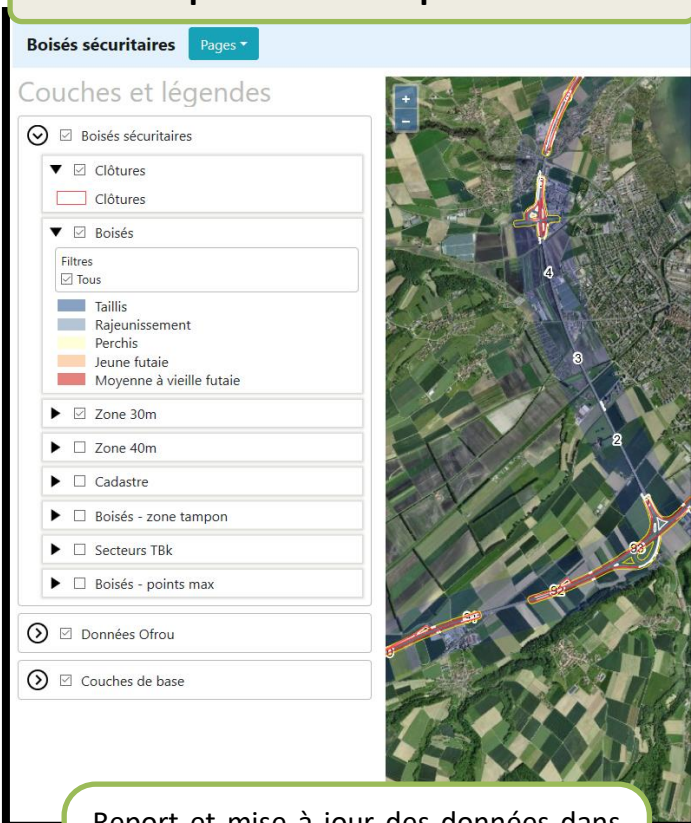 Boisés sécuritaires Pages
Couches et légendes
Boisés sécuritaires
Clôtures
Clôtures
Boisés
Filtres
Tous
Taillis
Rajeunissement
Perchis
Jeune futaie
Moyenne à vieille futaie
Zone 30m
Zone 40m
Cadastre
Boisés - zone tampon
Secteurs TBk
Boisés - points max
Données Ofrou
Couches de base
+
−
4
3
2
93
92
Report et mise à jour des données dans